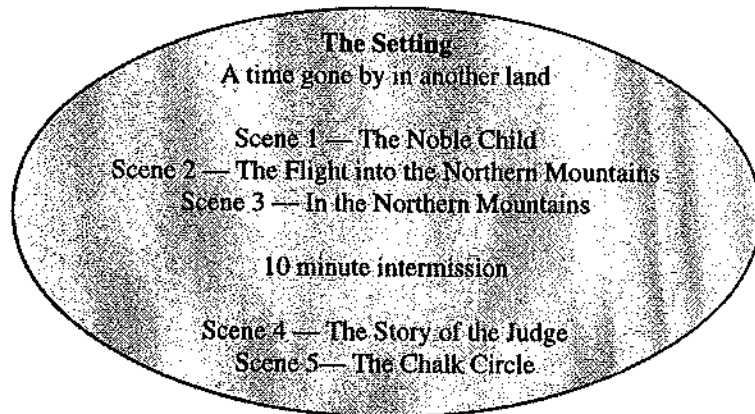 The Setting
A time gone by in another land
Scene 1 — The Noble Child
Scene 2 — The Flight into the Northern Mountains
Scene 3 — In the Northern Mountains
10 minute intermission
Scene 4 — The Story of the Judge
Scene 5— The Chalk Circle